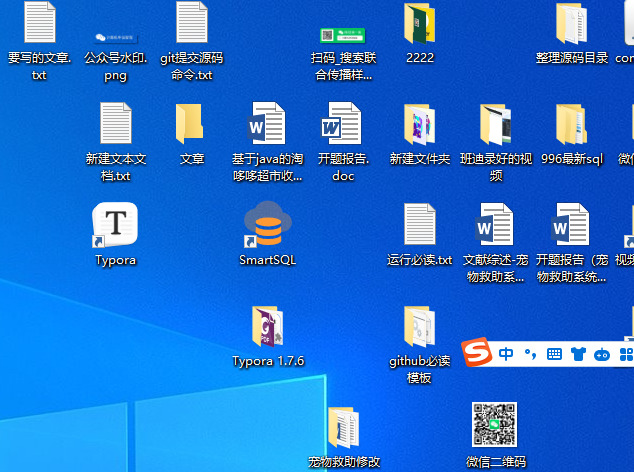 要写的文章.
txt
公众号水印.
png
git提交源码
命令.txt
扫码_搜索联
合传播样...
2222
整理源码目录
con
新建文本文
档.txt
文章
基于java的淘
哆哆超市收...
开题报告.
doc
新建文件夹
班迪录好的视
频
996最新sql
微信
Typora
SmartSQL
运行必读.txt
文献综述-宠
物救助系...
开题报告（宠
物救助系统...
视频
Typora 1.7.6
github必读
模板
中
宠物救助修改
微信二维码